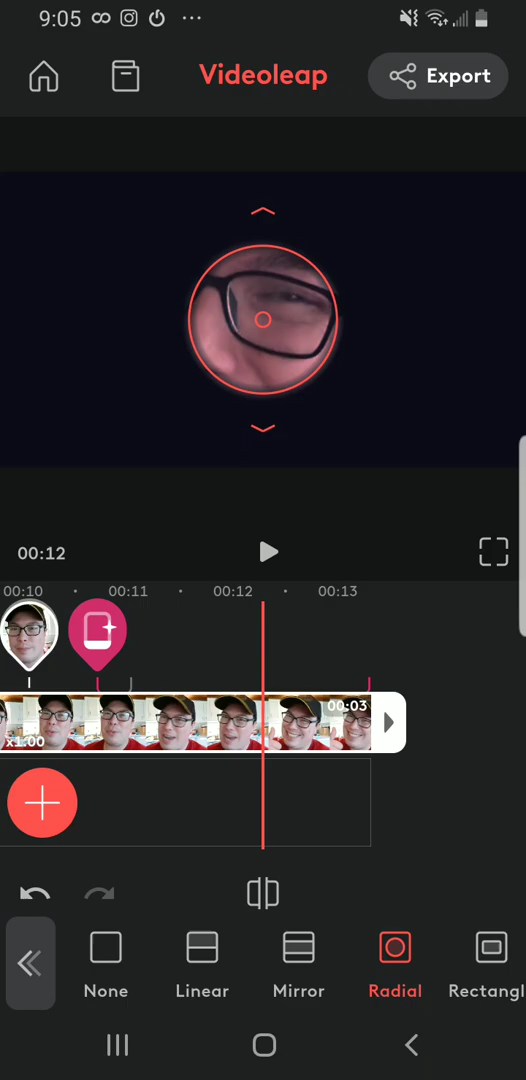 9:05
Videoleap
Export
00:12
00:10 00:11 00:12 00:13
00:03
x1.00
None Linear Mirror Radial Rectangl